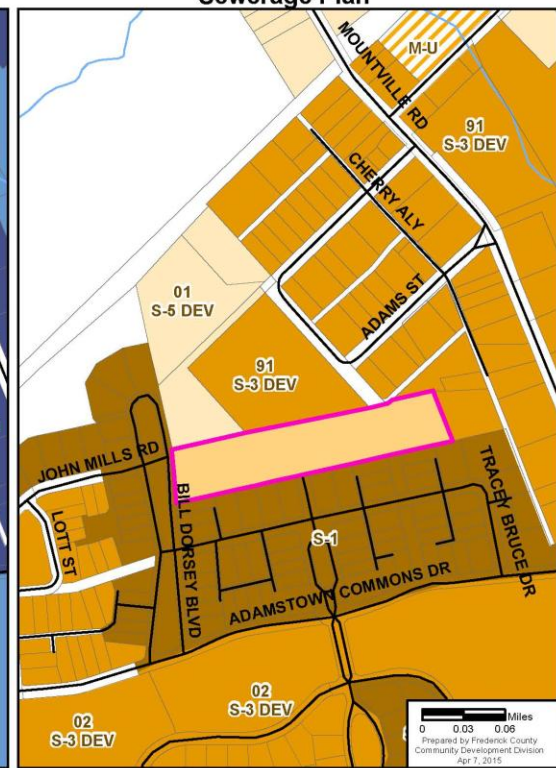 Sewerage Plan
MOUNTVILLE RD
M-U
91
S-3 DEV
CHERRY ALY
ADAMS ST
01
S-5 DEV
91
S-3 DEV
JOHN MILLS RD
LOTT ST
BILL DORSEY BLVD
TRACEY BRUCE DR
S-1
ADAMSTOWN COMMONS DR
02
S-3 DEV
02
S-3 DEV
Miles
0 0.03 0.06
Prepared by Frederick County
Community Development Division
Apr 7, 2015